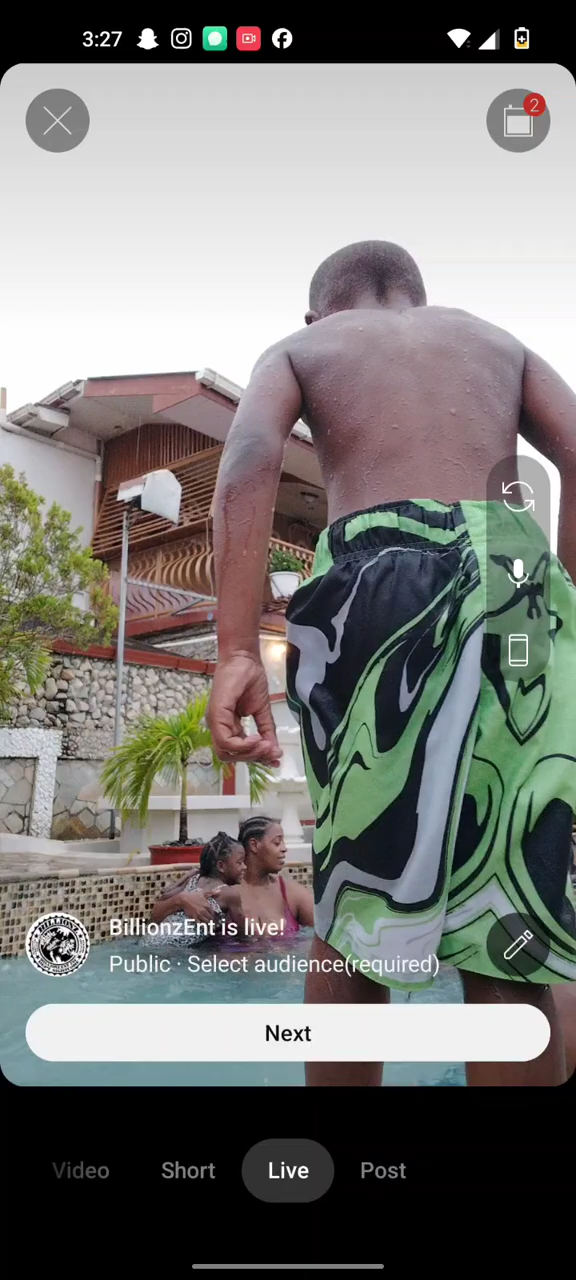 3:27
2
BillionzEnt is live!
Public · Select audience(required)
Next
Video Short Live Post